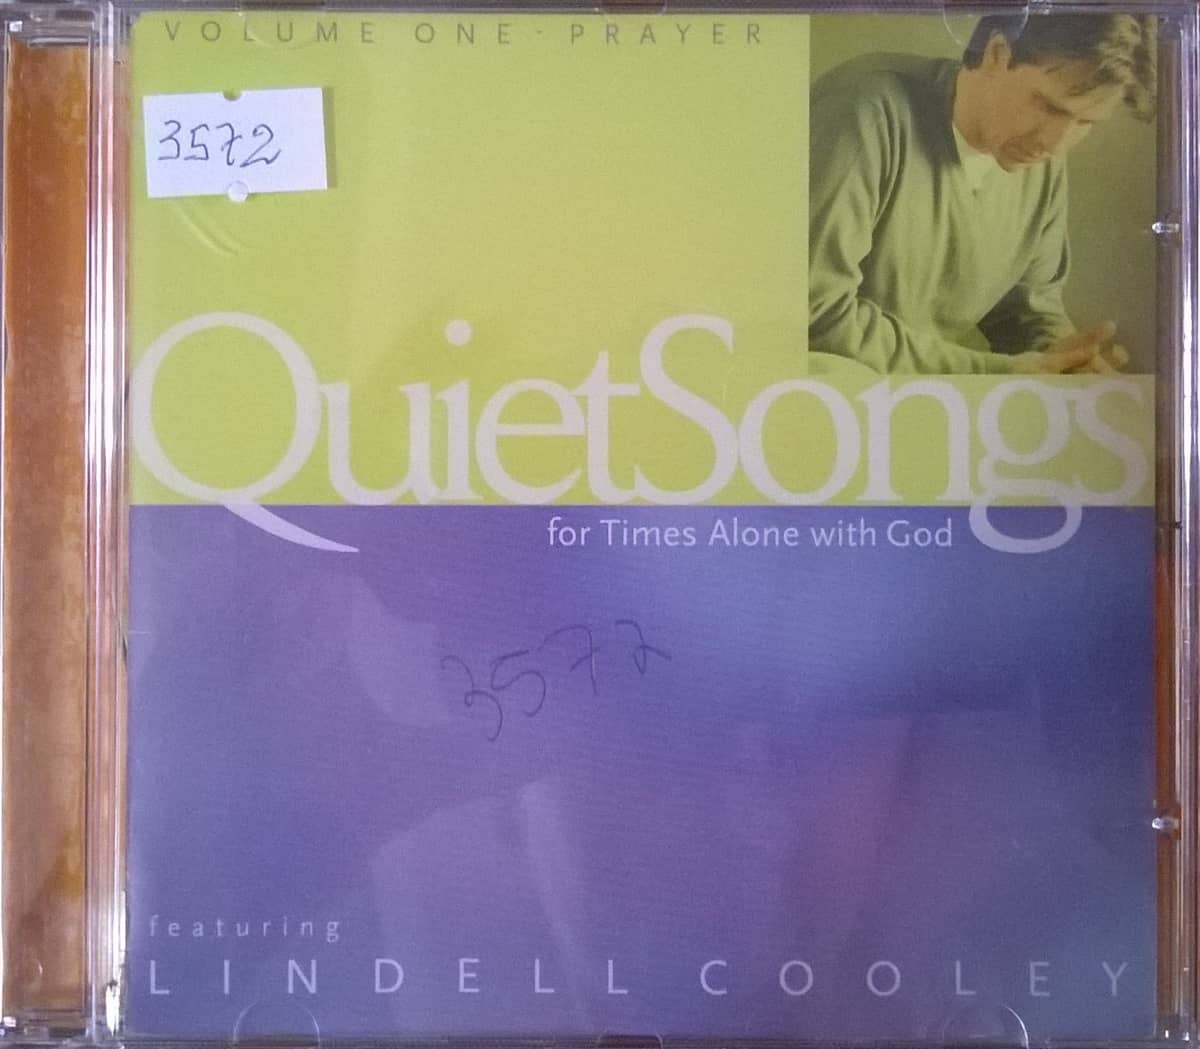 VOLUME ONE - PRAYER
3572
QuietSongs
for Times Alone with God
3572
featuring
LINDELL COOLEY